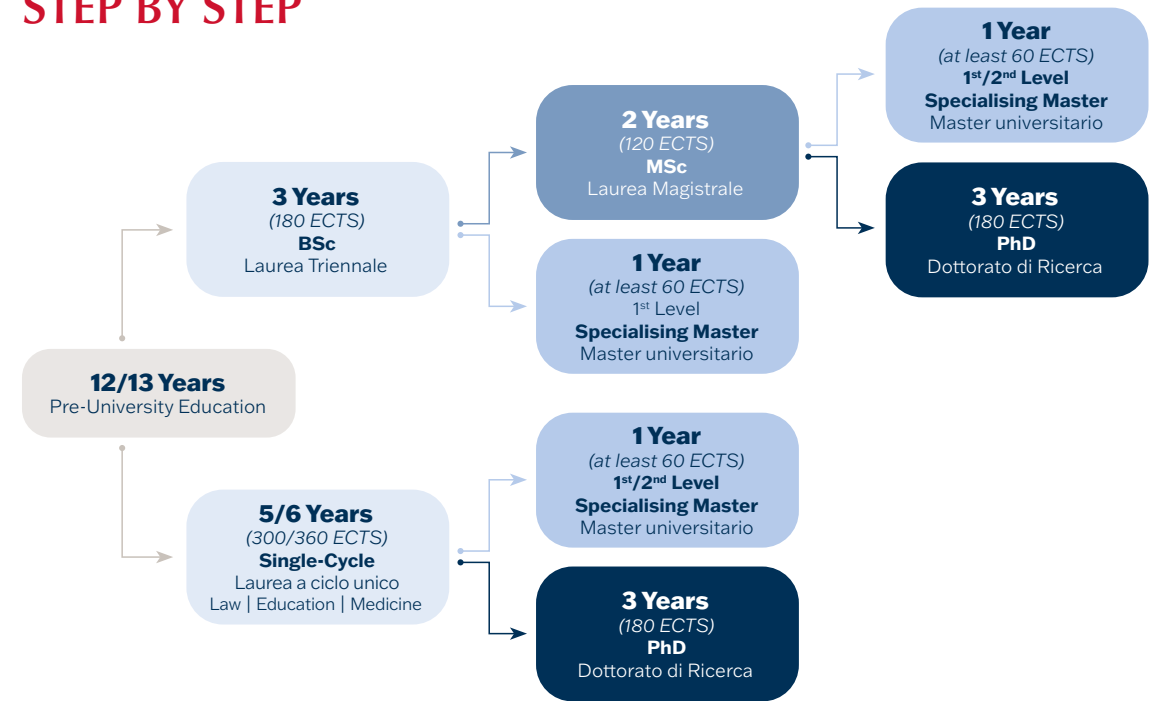 STEP BY STEP
12/13 Years
Pre-University Education
3 Years
(180 ECTS)
BSc
Laurea Triennale
2 Years
(120 ECTS)
MSc
Laurea Magistrale
1 Year
(at least 60 ECTS)
1st/2nd Level
Specialising Master
Master universitario
3 Years
(180 ECTS)
PhD
Dottorato di Ricerca
1 Year
(at least 60 ECTS)
1st Level
Specialising Master
Master universitario
5/6 Years
(300/360 ECTS)
Single-Cycle
Laurea a ciclo unico
Law | Education | Medicine
1 Year
(at least 60 ECTS)
1st/2nd Level
Specialising Master
Master universitario
3 Years
(180 ECTS)
PhD
Dottorato di Ricerca